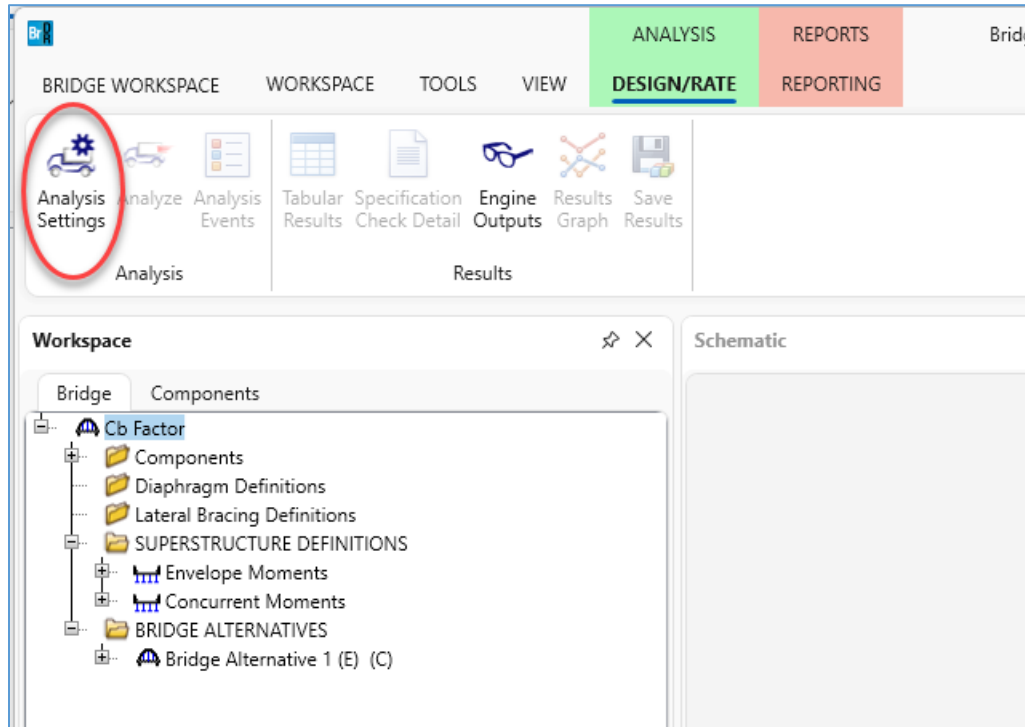 Br DR
ANALYSIS REPORTS Bridg
BRIDGE WORKSPACE WORKSPACE TOOLS VIEW DESIGN/RATE REPORTING
Analysis Settings
Analyze
Analysis Events
Tabular Results
Specification Check Detail
Engine Outputs
Results Graph
Save Results
Analysis
Results
Workspace
Schematic
Bridge Components
Cb Factor
Components
Diaphragm Definitions
Lateral Bracing Definitions
SUPERSTRUCTURE DEFINITIONS
Envelope Moments
Concurrent Moments
BRIDGE ALTERNATIVES
Bridge Alternative 1 (E) (C)